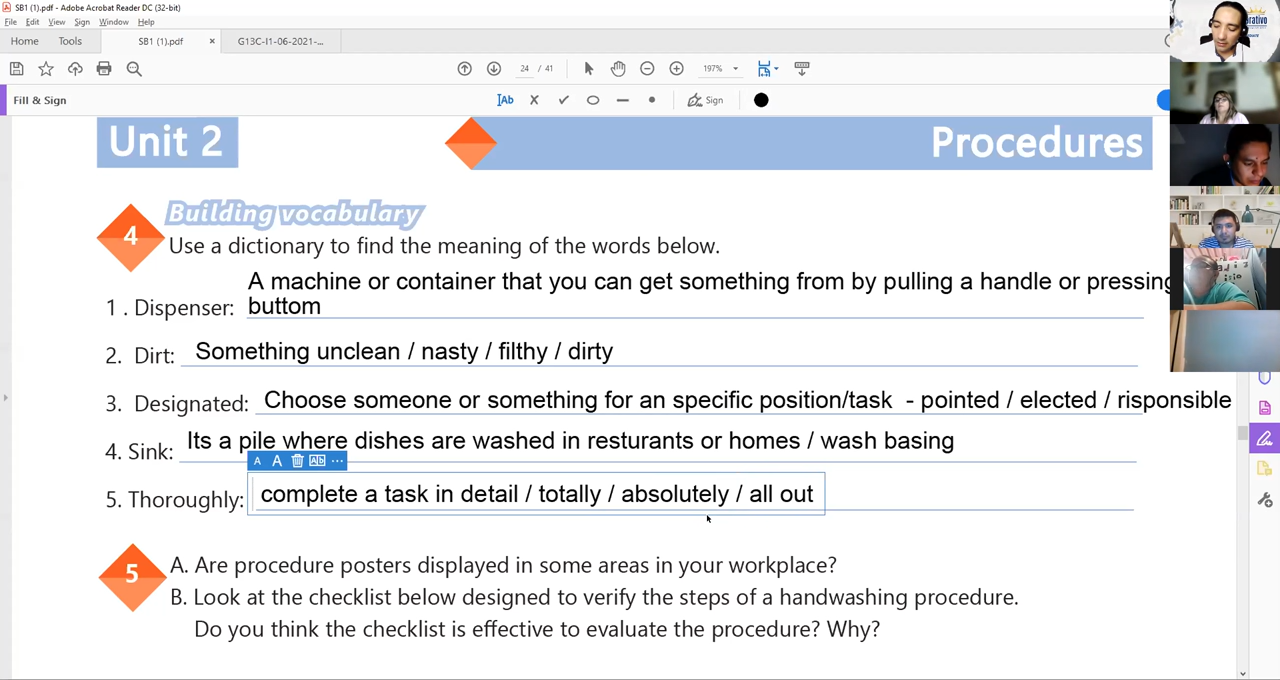 SB1 (1).pdf - Adobe Acrobat Reader DC (32-bit)
File Edit View Sign Window Help
Home Tools SB1 (1).pdf × G13C-I1-06-2021-...
24 / 41 197%
Fill & Sign
Ab Sign
Unit 2 Procedures
Building vocabulary
4 Use a dictionary to find the meaning of the words below.
A machine or container that you can get something from by pulling a handle or pressing
1 . Dispenser: buttom
2. Dirt: Something unclean / nasty / filthy / dirty
3. Designated: Choose someone or something for an specific position/task - pointed / elected / risponsible
4. Sink: Its a pile where dishes are washed in resturants or homes / wash basing
A A Ab ...
5. Thoroughly: complete a task in detail / totally / absolutely / all out
5 A. Are procedure posters displayed in some areas in your workplace?
B. Look at the checklist below designed to verify the steps of a handwashing procedure.
Do you think the checklist is effective to evaluate the procedure? Why?